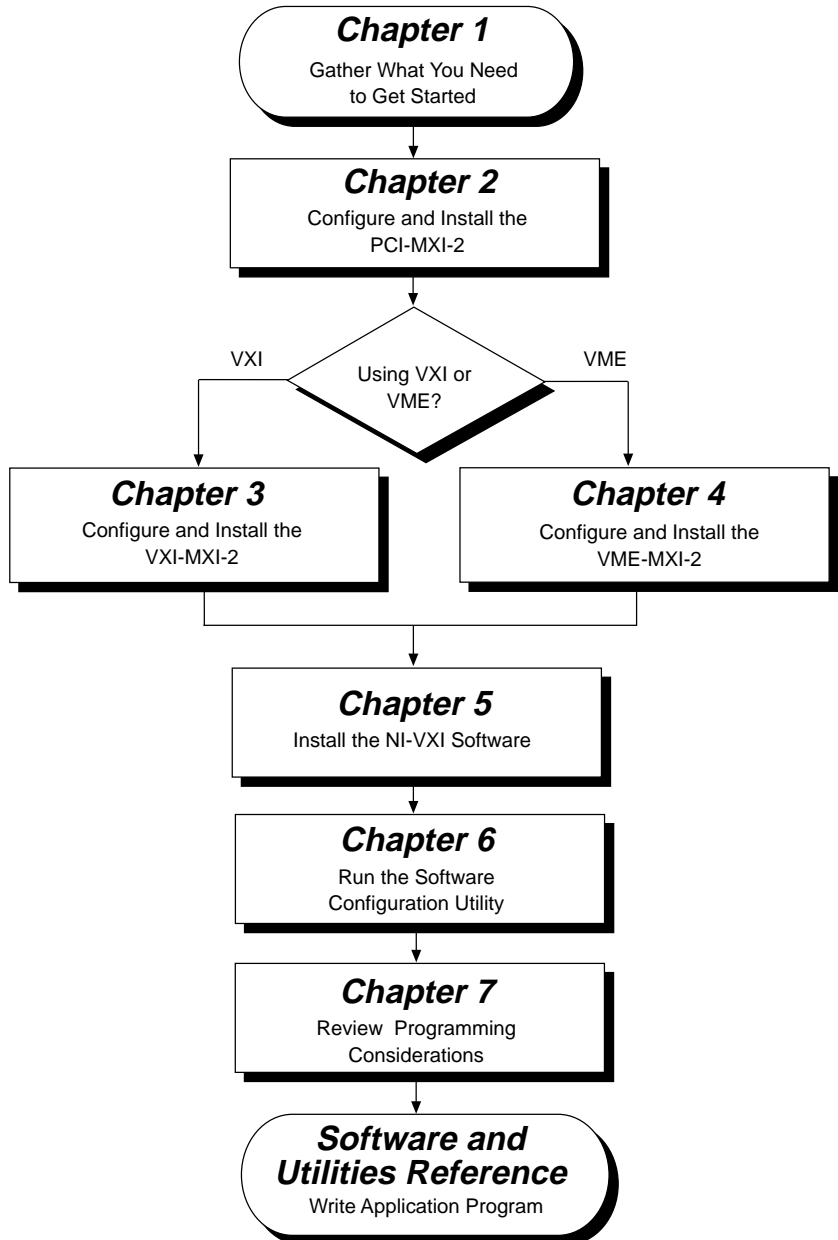 Chapter 1
Gather What You Need
to Get Started
Chapter 2
Configure and Install the
PCI-MXI-2
VXI
Using VXI or
VME?
VME
Chapter 3
Configure and Install the
VXI-MXI-2
Chapter 4
Configure and Install the
VME-MXI-2
Chapter 5
Install the NI-VXI Software
Chapter 6
Run the Software
Configuration Utility
Chapter 7
Review Programming
Considerations
Software and
Utilities Reference
Write Application Program